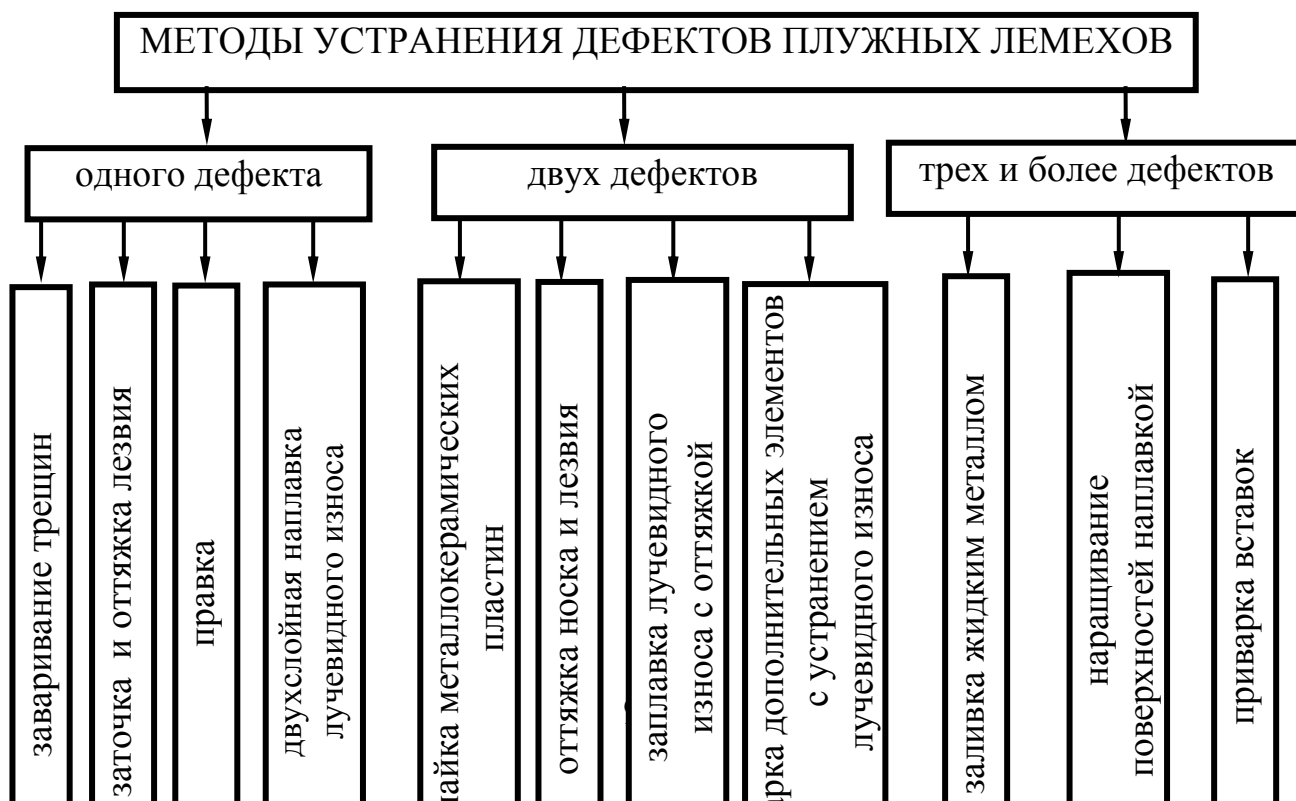 МЕТОДЫ УСТРАНЕНИЯ ДЕФЕКТОВ ПЛУЖНЫХ ЛЕМЕХОВ
одного дефекта
двух дефектов
трех и более дефектов
заваривание трещин
заточка и оттяжка лезвия
правка
двухслойная наплавка
лучевидного износа
металлокерамических
пластин
оттяжка носка и лезвия
заплавка лучевидного
износа с оттяжкой
дополнительных элементов
с устранением
лучевидного износа
заливка жидким металлом
наращивание
поверхностей наплавкой
приварка вставок